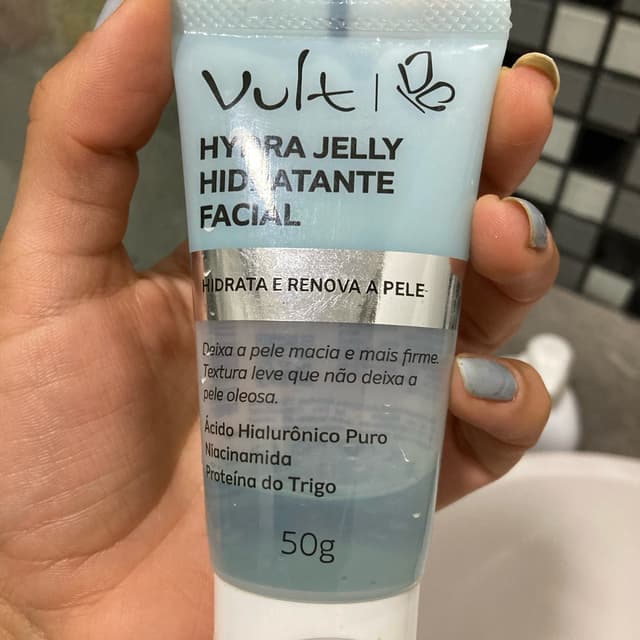 Vult
HYDRA JELLY
HIDRATANTE
FACIAL
HIDRATA E RENOVA A PELE
Deixa a pele macia e mais firme.
Textura leve que não deixa a
pele oleosa.
Ácido Hialurônico Puro
Niacinamida
Proteína do Trigo
50g